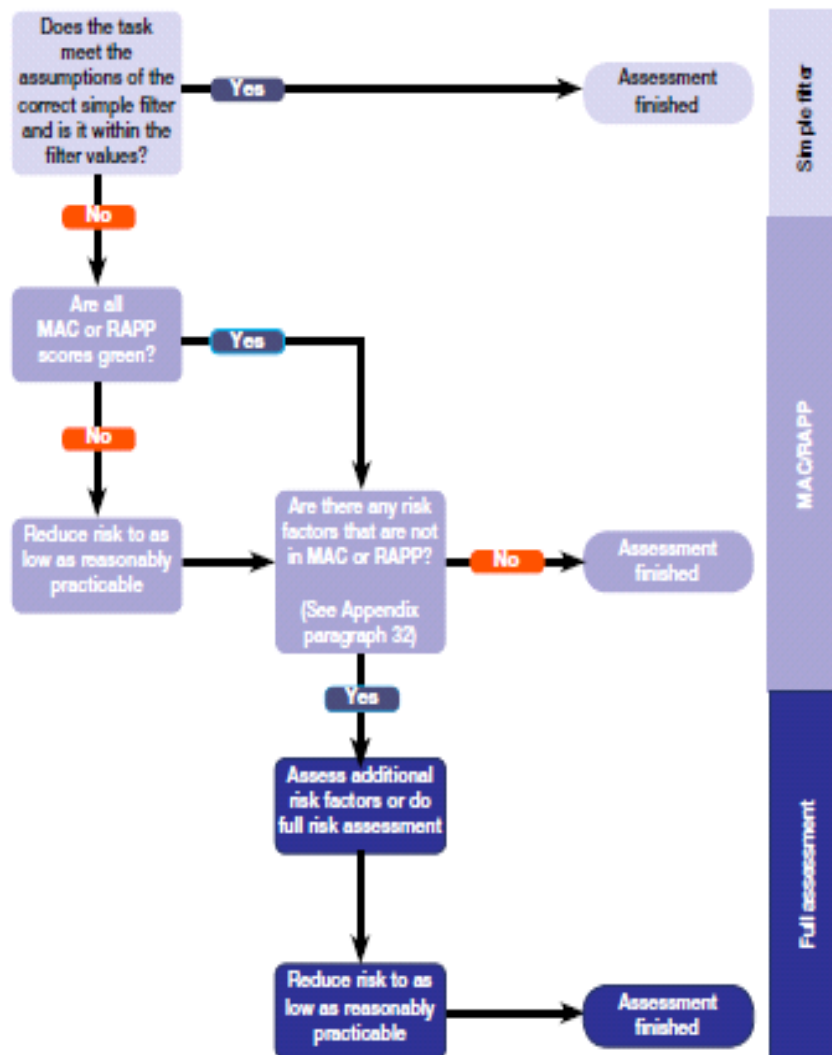 Does the task
meet the
assumptions of the
correct simple filter
and is it within the
filter values?
Yes
Assessment
finished
Simple filter
No
Are all
MAC or RAPP
scores green?
Yes
No
Reduce risk to as
low as reasonably
practicable
Are there any risk
factors that are not
in MAC or RAPP?
(See Appendix
paragraph 32)
No
Assessment
finished
MAC/RAPP
Yes
Assess additional
risk factors or do
full risk assessment
Reduce risk to as
low as reasonably
practicable
Assessment
finished
Full assessment